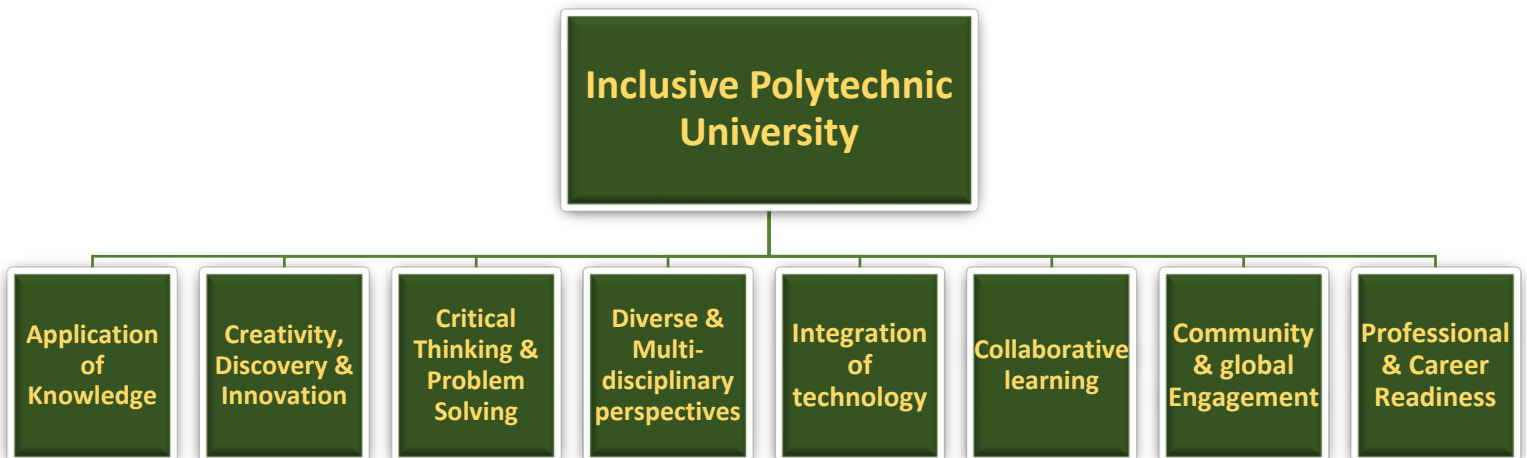 Inclusive Polytechnic
University
Application
of
Knowledge
Creativity,
Discovery &
Innovation
Critical
Thinking &
Problem
Solving
Diverse &
Multi-
disciplinary
perspectives
Integration
of
technology
Collaborative
learning
Community
& global
Engagement
Professional
& Career
Readiness